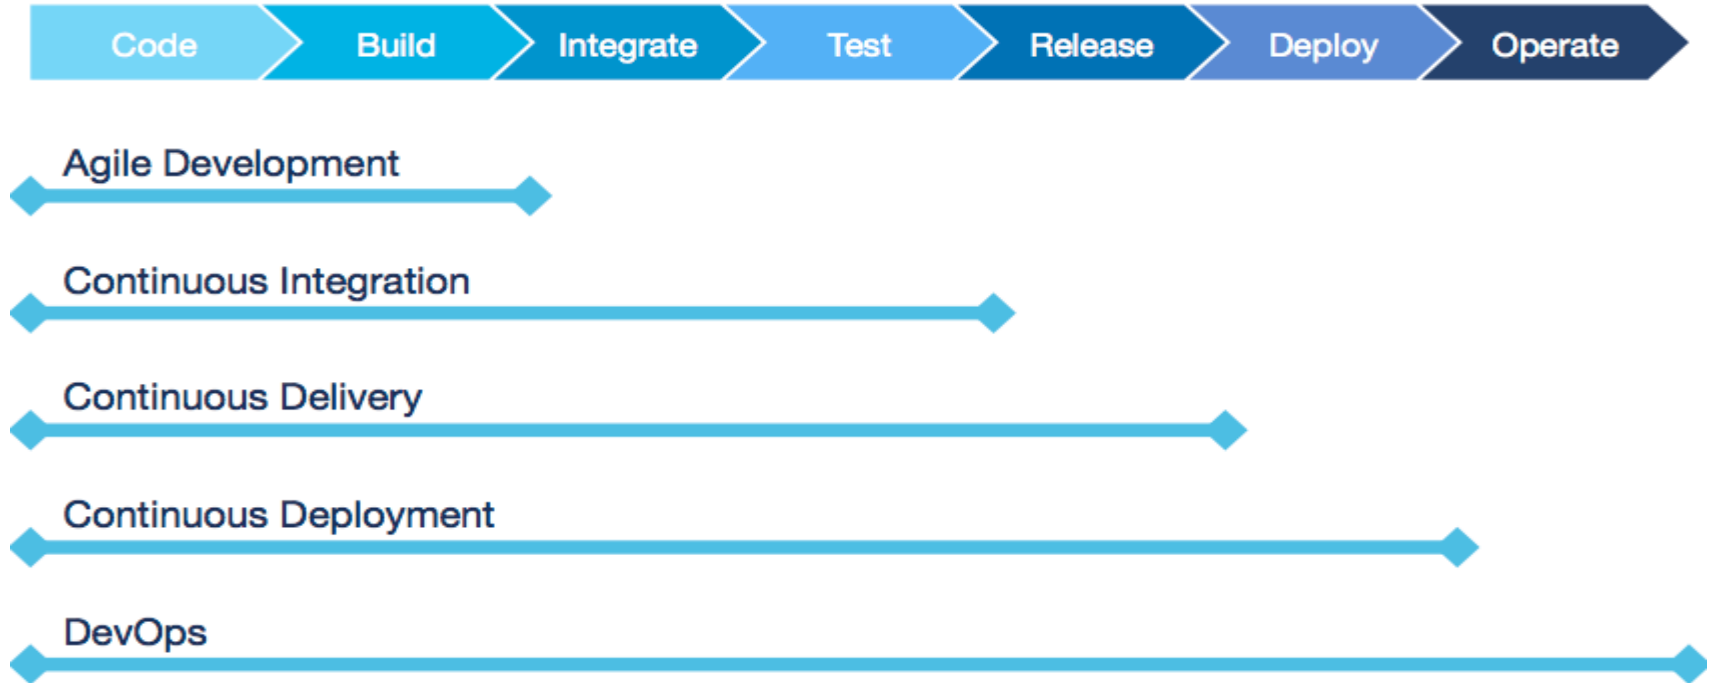 Code Build Integrate Test Release Deploy Operate
Agile Development
Continuous Integration
Continuous Delivery
Continuous Deployment
DevOps